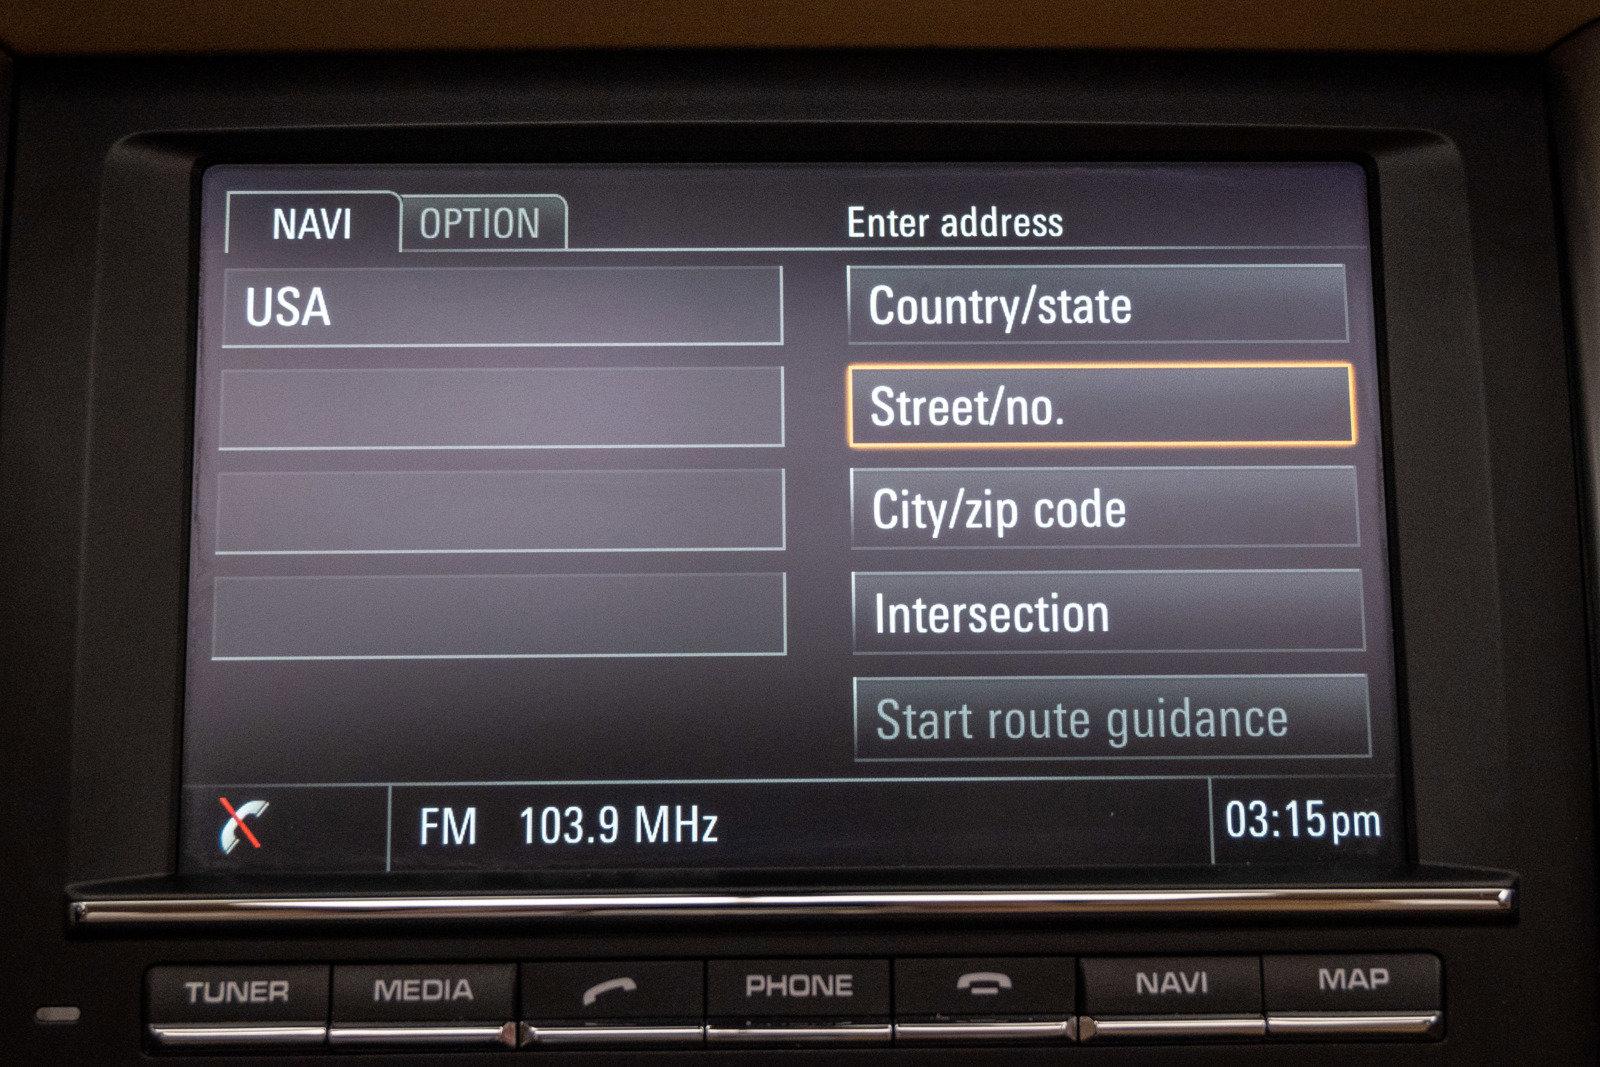 NAVI OPTION Enter address
USA Country/state
Street/no.
City/zip code
Intersection
Start route guidance
FM 103.9 MHz 03:15pm
TUNER MEDIA PHONE NAVI MAP